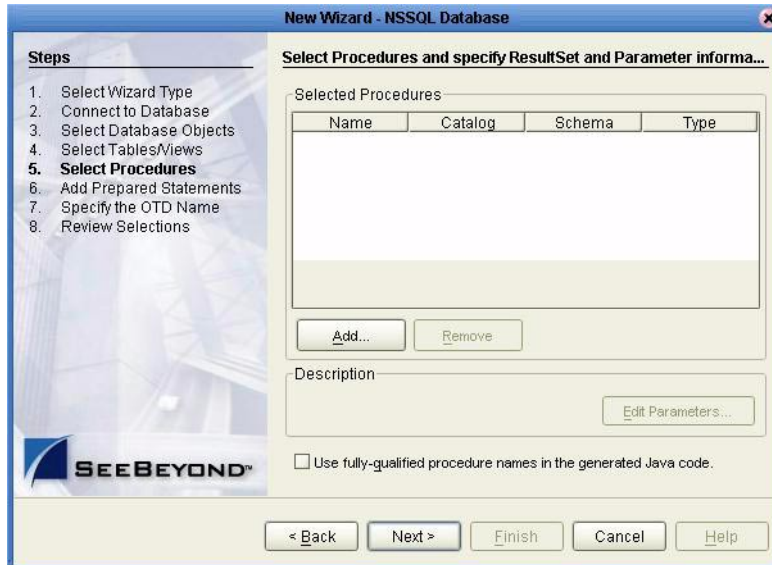 New Wizard - NSSQL Database
Steps
1. Select Wizard Type
2. Connect to Database
3. Select Database Objects
4. Select Tables/Views
5. Select Procedures
6. Add Prepared Statements
7. Specify the OTD Name
8. Review Selections
SEEBEYOND™
Select Procedures and specify ResultSet and Parameter informa...
Selected Procedures
Name Catalog Schema Type
Add... Remove
Description
Edit Parameters...
Use fully-qualified procedure names in the generated Java code.
< Back Next > Finish Cancel Help